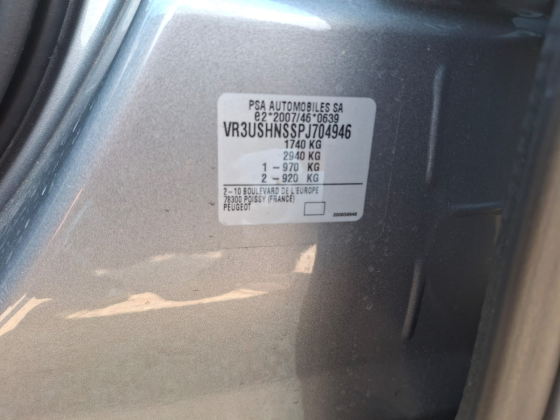 PSA AUTOMOBILES SA
e2*2007/46*0639
VR3USHNSSPJ704946
1740 KG
2940 KG
1 - 970 KG
2 - 920 KG
2-10 BOULEVARD DE L'EUROPE
78300 POISSY (FRANCE)
PEUGEOT